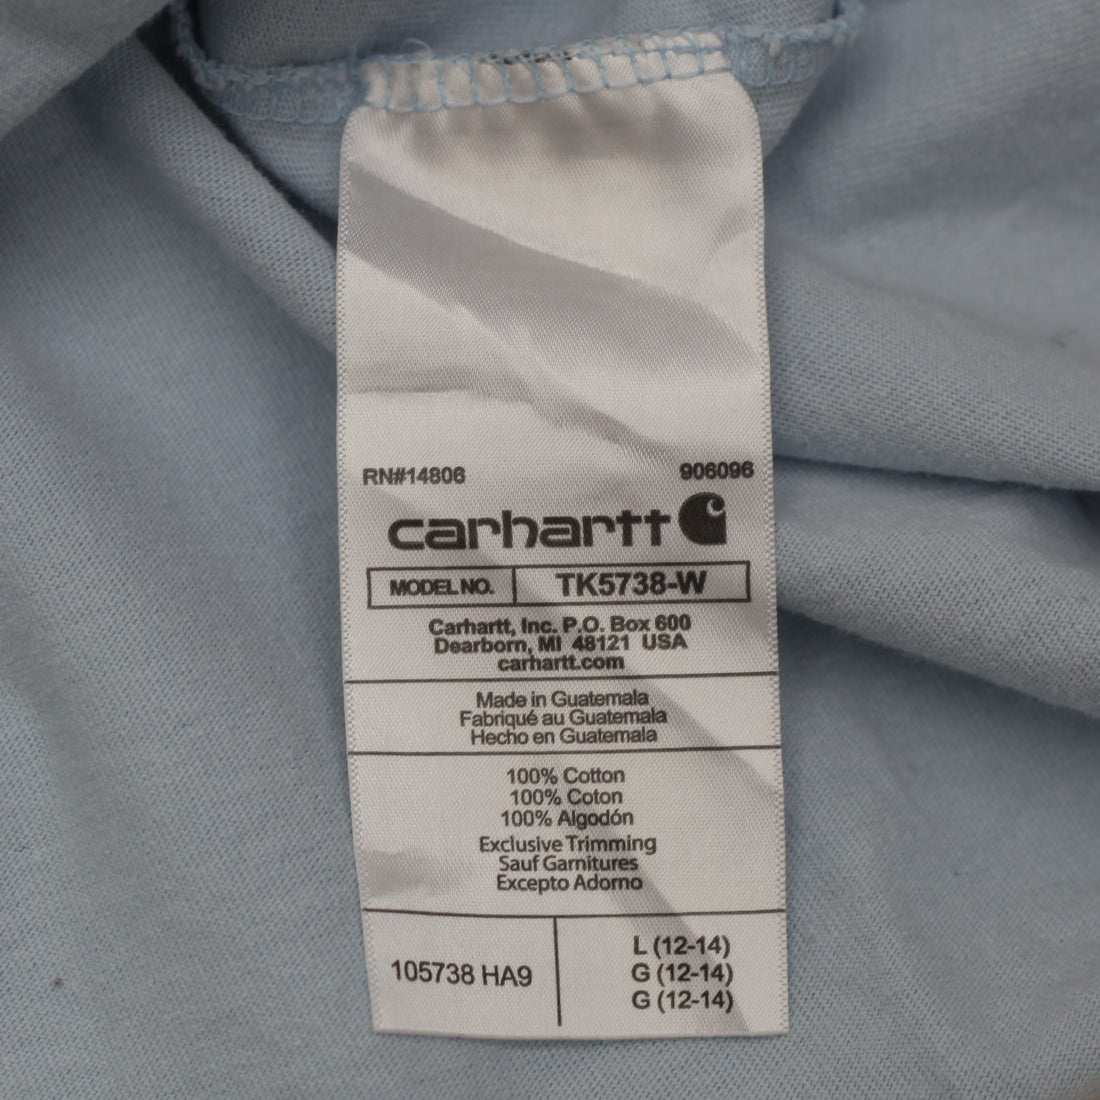 RN#14806 906096
carhartt
MODEL NO. TK5738-W
Carhartt, Inc. P.O. Box 600
Dearborn, MI 48121 USA
carhartt.com
Made in Guatemala
Fabriqué au Guatemala
Hecho en Guatemala
100% Cotton
100% Coton
100% Algodón
Exclusive Trimming
Sauf Garnitures
Excepto Adorno
105738 HA9
L (12-14)
G (12-14)
G (12-14)